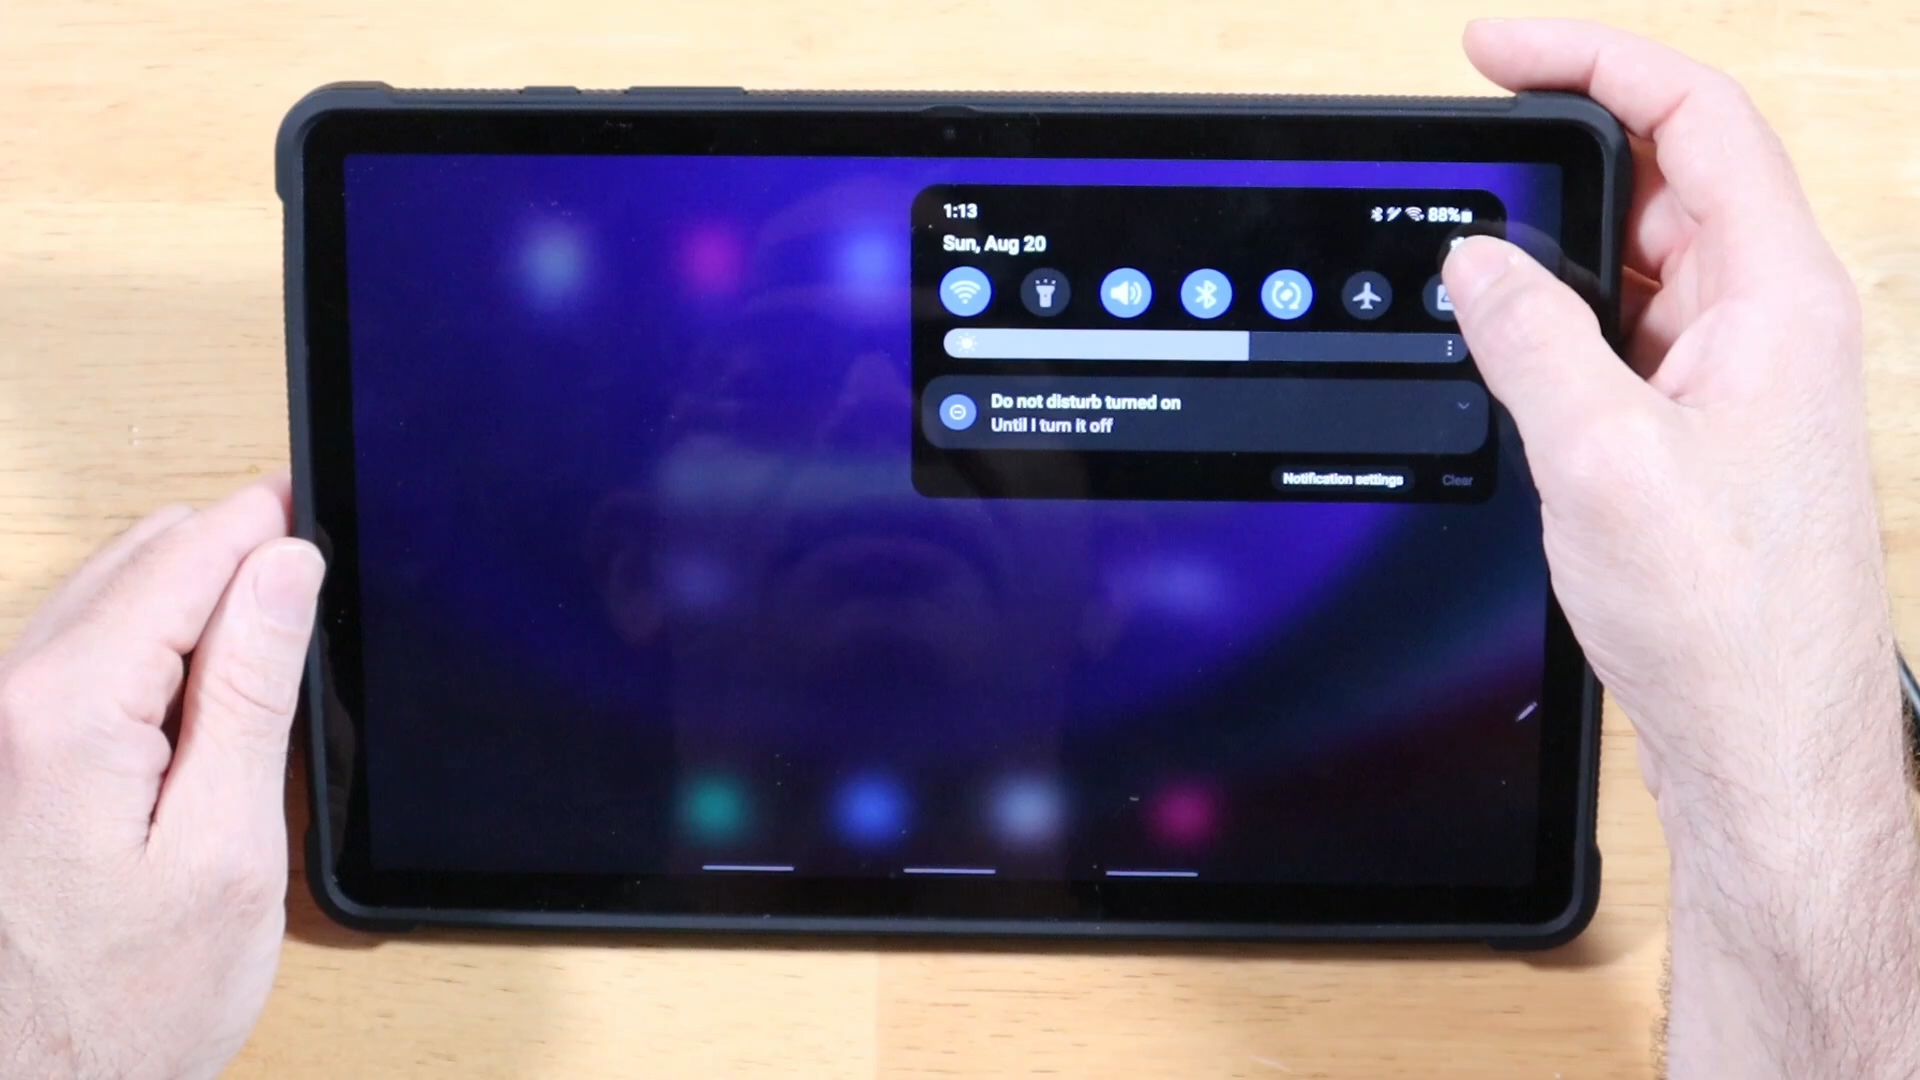 1:13
88%
Sun, Aug 20
Do not disturb turned on
Until I turn it off
Notification settings
Clear